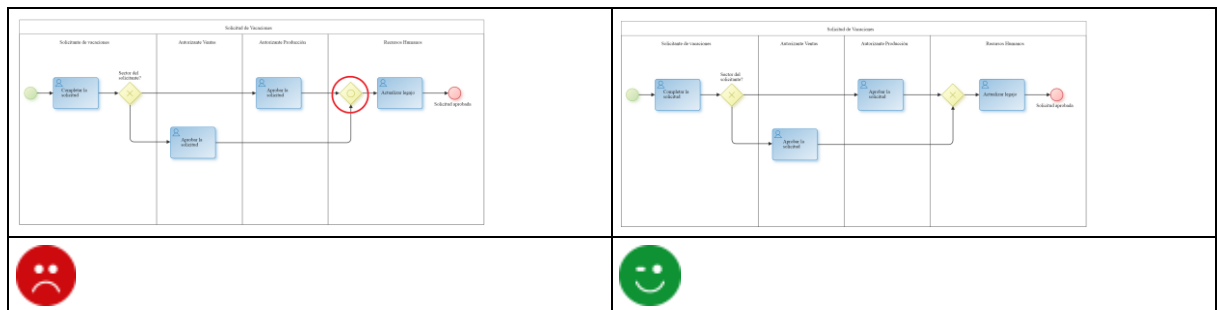 Solicitud de Vacaciones
Solicitante de vacaciones
Autorizante Ventas
Autorizante Producción
Recursos Humanos
Completar la
solicitud
Sector del
solicitante?
Aprobar la
solicitud
Aprobar la
solicitud
Actualizar legajo
Solicitud aprobada
Solicitud de Vacaciones
Solicitante de vacaciones
Autorizante Ventas
Autorizante Producción
Recursos Humanos
Completar la
solicitud
Sector del
solicitante?
Aprobar la
solicitud
Aprobar la
solicitud
Actualizar legajo
Solicitud aprobada